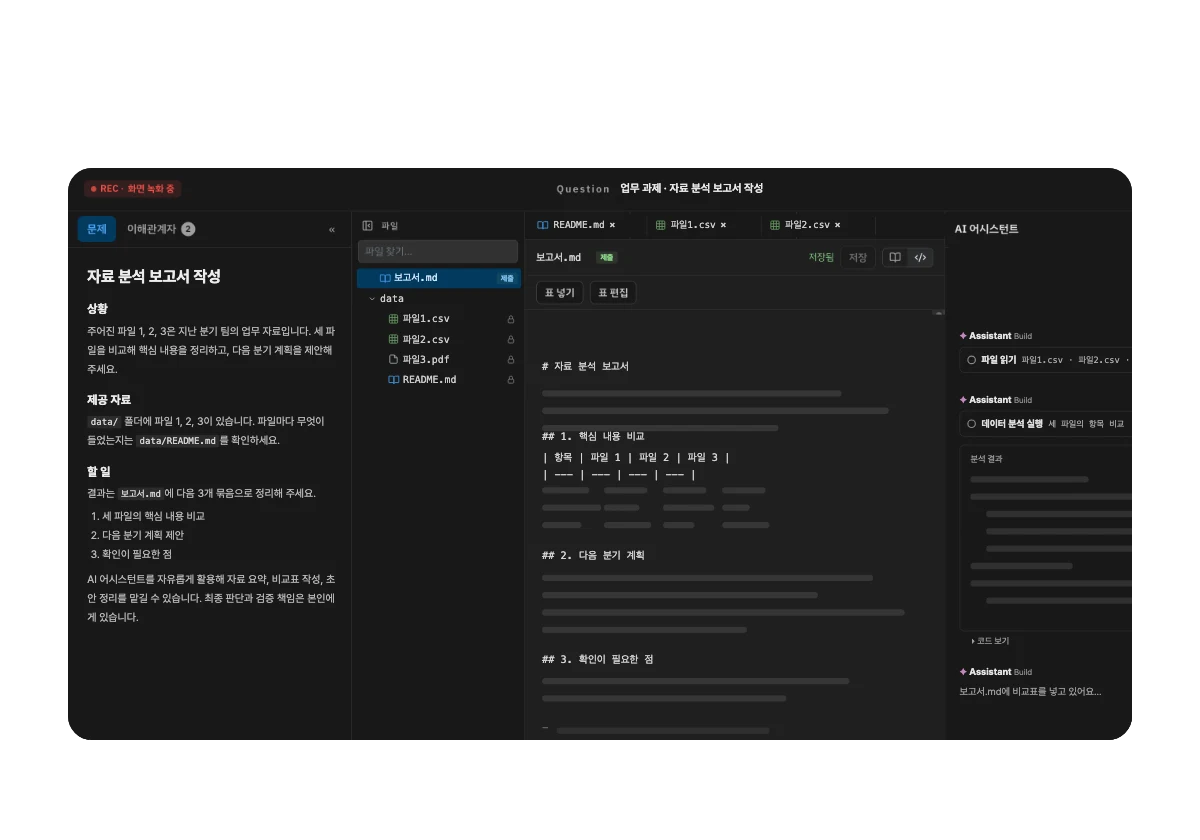 REC · 화면 녹화 중
Question 업무 과제 · 자료 분석 보고서 작성
문제 이해관계자 2 «
자료 분석 보고서 작성
상황
주어진 파일 1, 2, 3은 지난 분기 팀의 업무 자료입니다. 세 파
일을 비교해 핵심 내용을 정리하고, 다음 분기 계획을 제안해
주세요.
제공 자료
data/ 폴더에 파일 1, 2, 3이 있습니다. 파일마다 무엇이
들었는지는 data/README.md 를 확인하세요.
할 일
결과는 보고서.md 에 다음 3개 묶음으로 정리해 주세요.
1. 세 파일의 핵심 내용 비교
2. 다음 분기 계획 제안
3. 확인이 필요한 점
AI 어시스턴트를 자유롭게 활용해 자료 요약, 비교표 작성, 초
안 정리를 맡길 수 있습니다. 최종 판단과 검증 책임은 본인에
게 있습니다.
파일
파일 찾기...
보고서.md 제출
data
파일1.csv
파일2.csv
파일3.pdf
README.md
README.md × 파일1.csv × 파일2.csv ×
보고서.md 제출 저장됨 저장 </>
표 넣기 표 편집
# 자료 분석 보고서
## 1. 핵심 내용 비교
| 항목 | 파일 1 | 파일 2 | 파일 3 |
| --- | --- | --- | --- |
## 2. 다음 분기 계획
## 3. 확인이 필요한 점
AI 어시스턴트
Assistant Build
파일 읽기 파일1.csv · 파일2.csv ·
Assistant Build
데이터 분석 실행 세 파일의 항목 비교
분석 결과
코드 보기
Assistant Build
보고서.md에 비교표를 넣고 있어요...